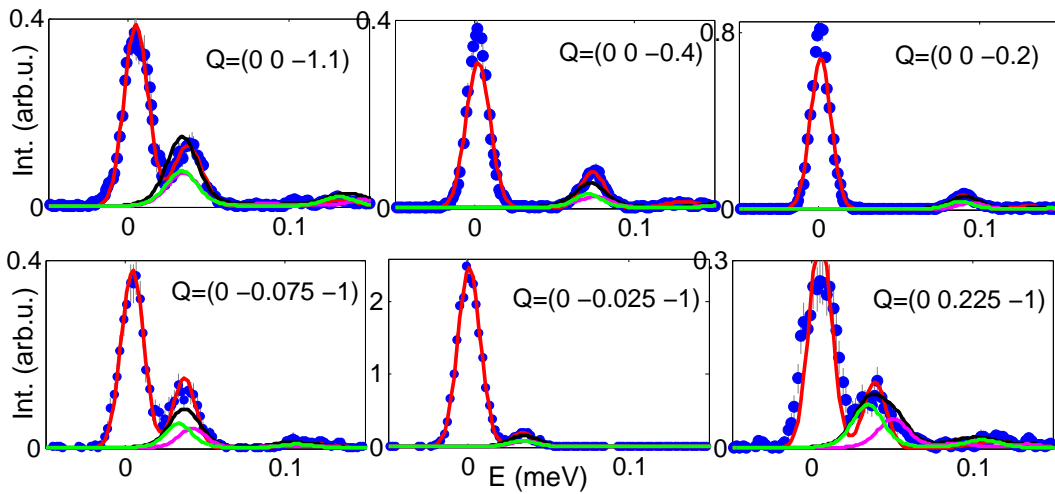 0.4
Int. (arb.u.)
0
Q=(0 0 −1.1)
0
0.1
0.4
0
Q=(0 0 −0.4)
0
0.1
0.8
0
Q=(0 0 −0.2)
0
0.1
0.4
Int. (arb.u.)
0
Q=(0 −0.075 −1)
0
0.1
2
1
0
Q=(0 −0.025 −1)
0
0.1
E (meV)
0.3
0
Q=(0 0.225 −1)
0
0.1